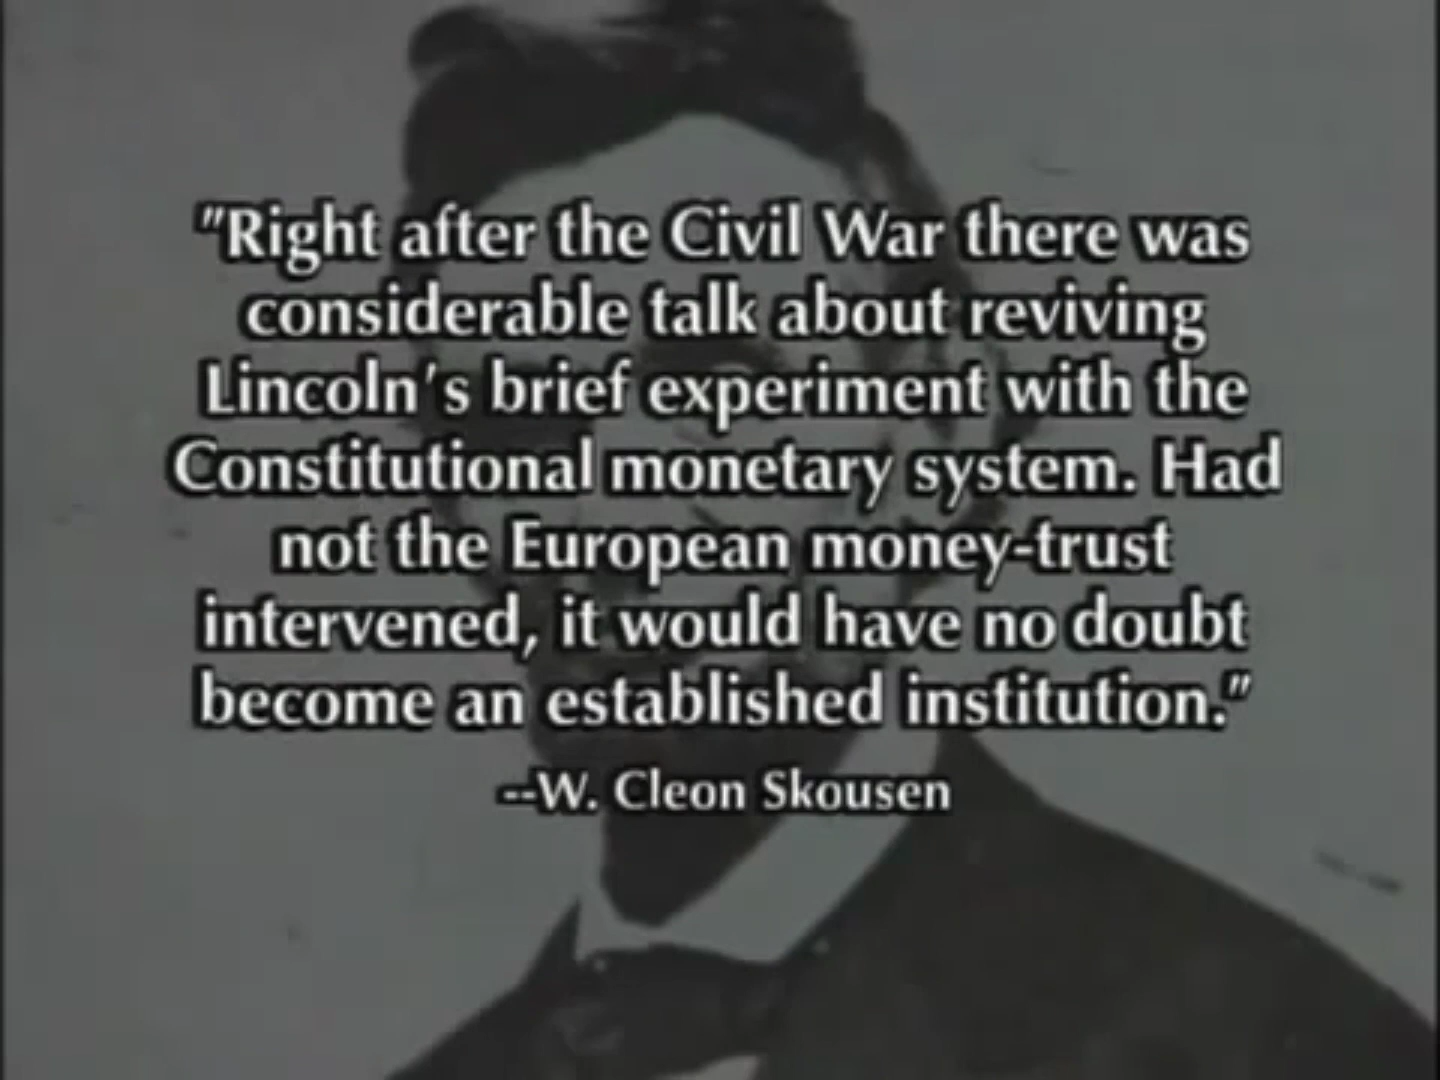 "Right after the Civil War there was
considerable talk about reviving
Lincoln's brief experiment with the
Constitutional monetary system. Had
not the European money-trust
intervened, it would have no doubt
become an established institution."
--W. Cleon Skousen